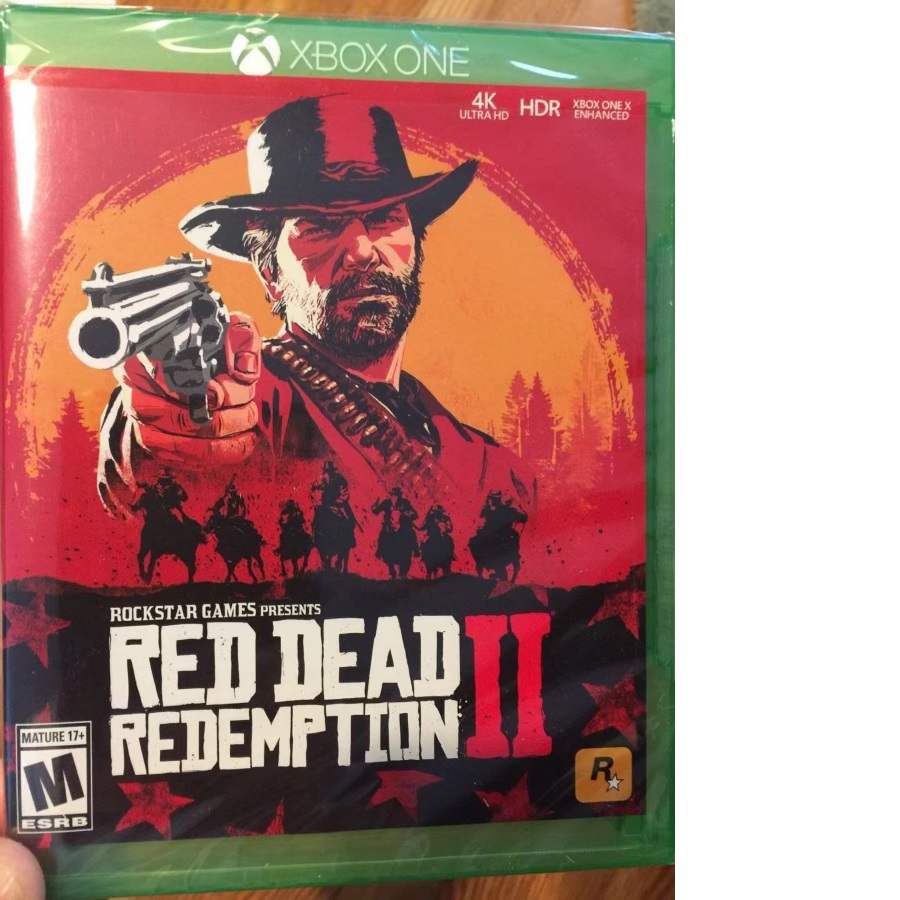 XBOX ONE
4K
ULTRA HD
HDR
XBOX ONE X
ENHANCED
ROCKSTAR GAMES PRESENTS
RED DEAD
REDEMPTION II
MATURE 17+
M
ESRB
R